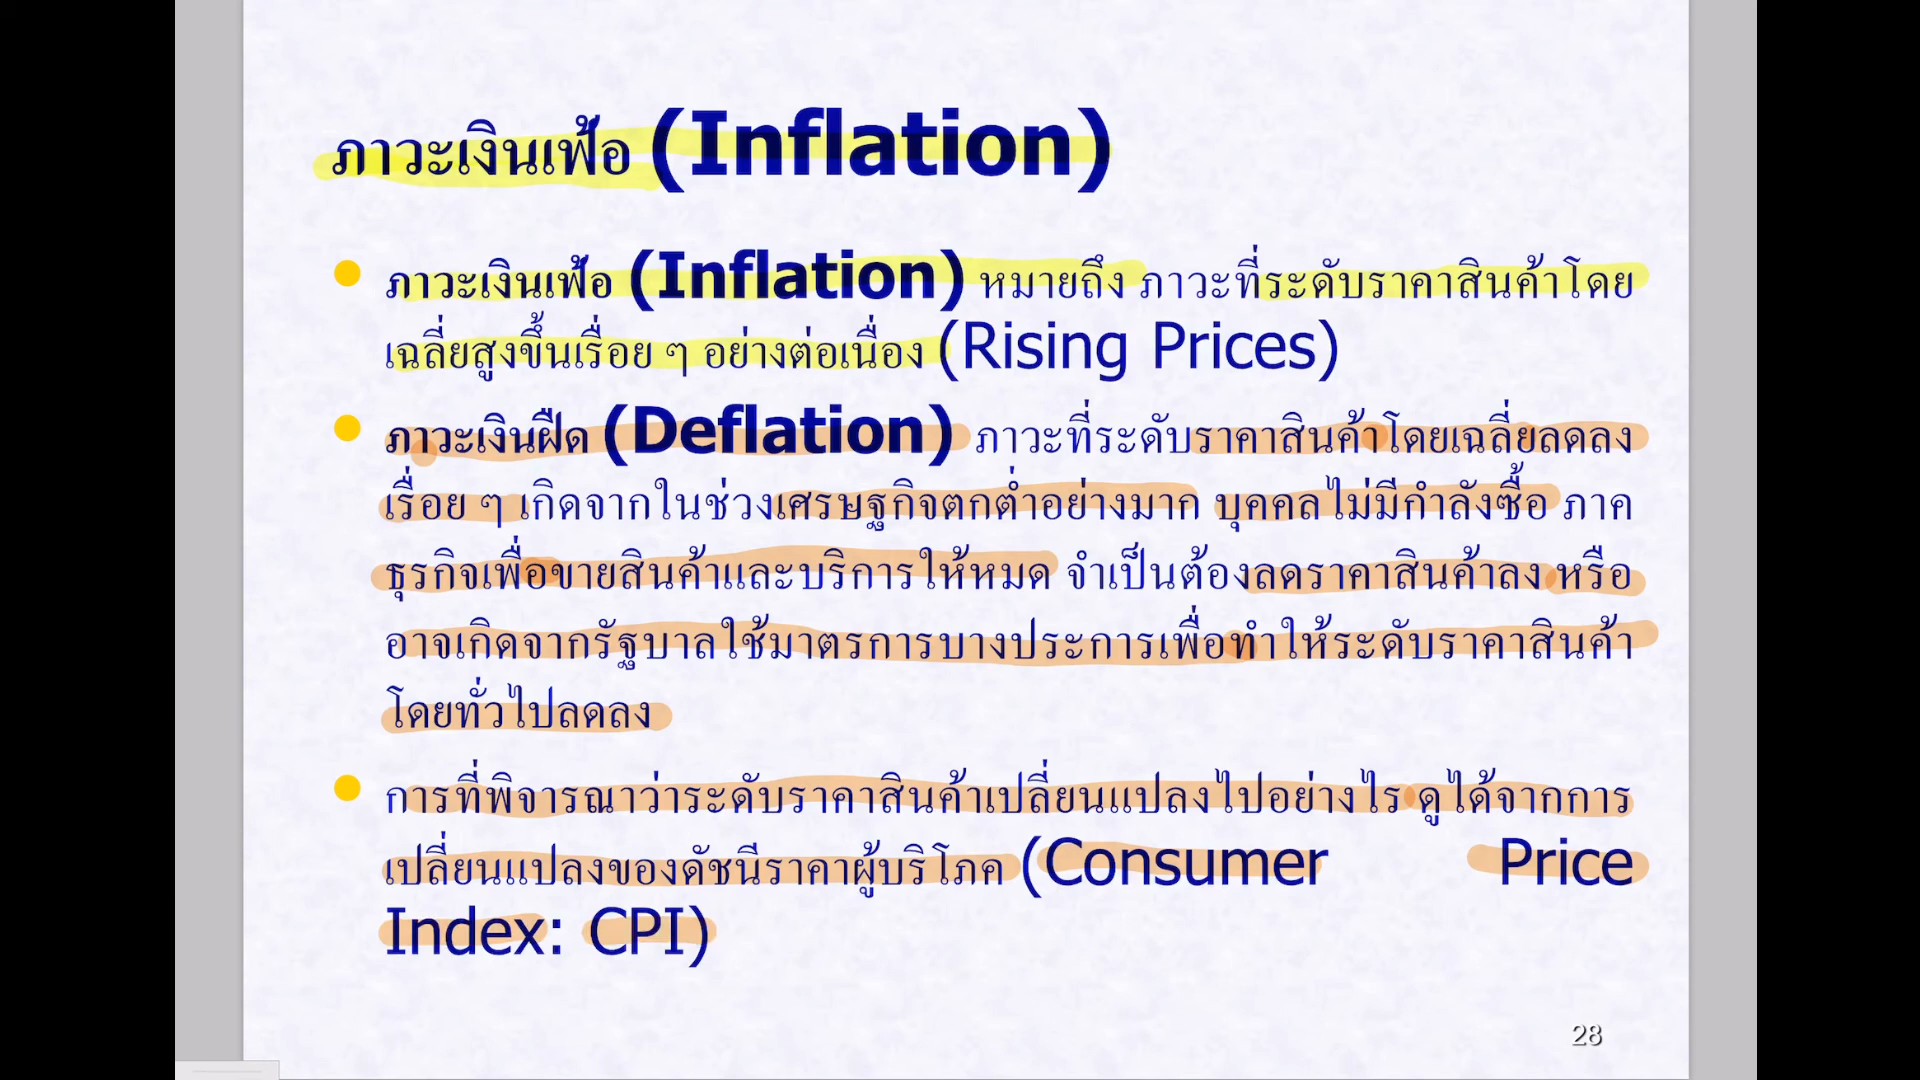 ภาวะเงินเฟ้อ (Inflation)
ภาวะเงินเฟ้อ (Inflation) หมายถึง ภาวะที่ระดับราคาสินค้าโดย
เฉลี่ยสูงขึ้นเรื่อย ๆ อย่างต่อเนื่อง (Rising Prices)
ภาวะเงินฝืด (Deflation) ภาวะที่ระดับราคาสินค้าโดยเฉลี่ยลดลง
เรื่อย ๆ เกิดจากในช่วงเศรษฐกิจตกต่ำอย่างมาก บุคคลไม่มีกำลังซื้อ ภาค
ธุรกิจเพื่อขายสินค้าและบริการให้หมด จำเป็นต้องลดราคาสินค้าลง หรือ
อาจเกิดจากรัฐบาลใช้มาตรการบางประการเพื่อทำให้ระดับราคาสินค้า
โดยทั่วไปลดลง
การที่พิจารณาว่าระดับราคาสินค้าเปลี่ยนแปลงไปอย่างไร ดูได้จากการ
เปลี่ยนแปลงของดัชนีราคาผู้บริโภค (Consumer Price
Index: CPI)
28